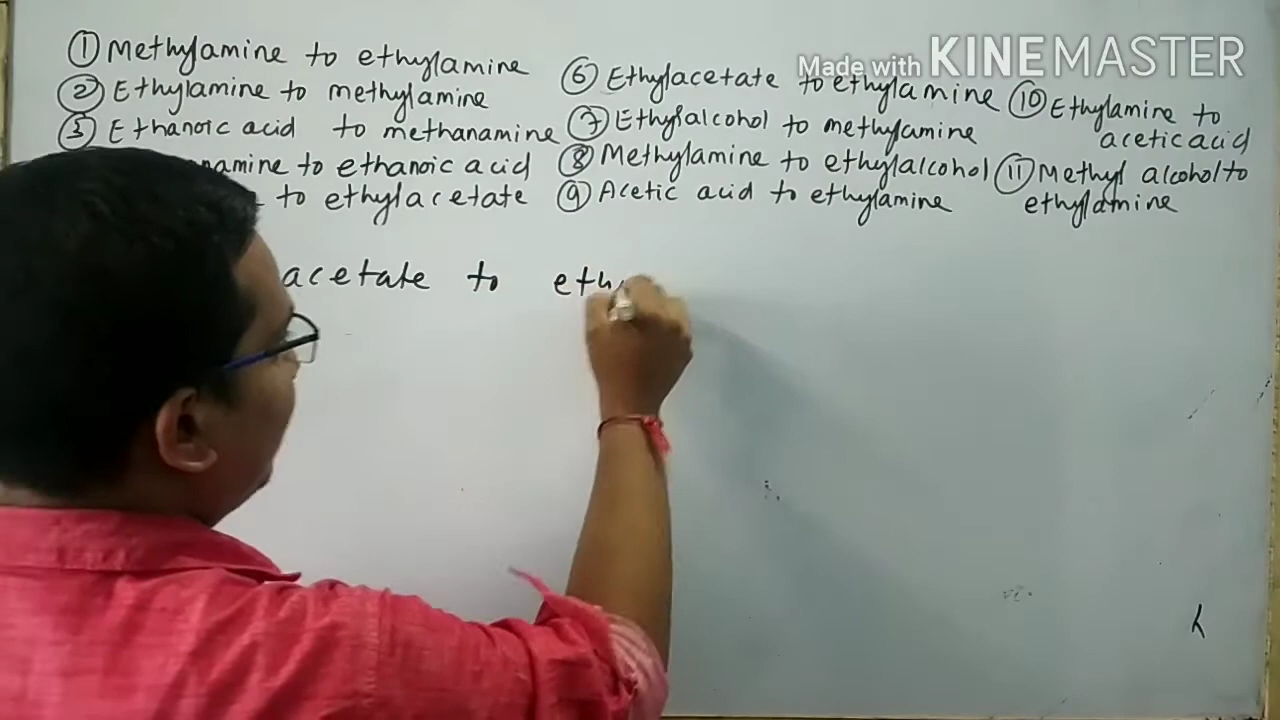 ① Methylamine to ethylamine
② Ethylamine to methylamine
③ Ethanoic acid to methanamine
to ethanoic acid
to ethylacetate
⑥ Ethylacetate to ethylamine
⑦ Ethylalcohol to methylamine
⑧ Methylamine to ethylalcohol
⑨ Acetic acid to ethylamine
⑩ Ethylamine to
acetic acid
⑪ Methyl alcohol to
ethylamine
acetate to eth
Made with KINEMASTER